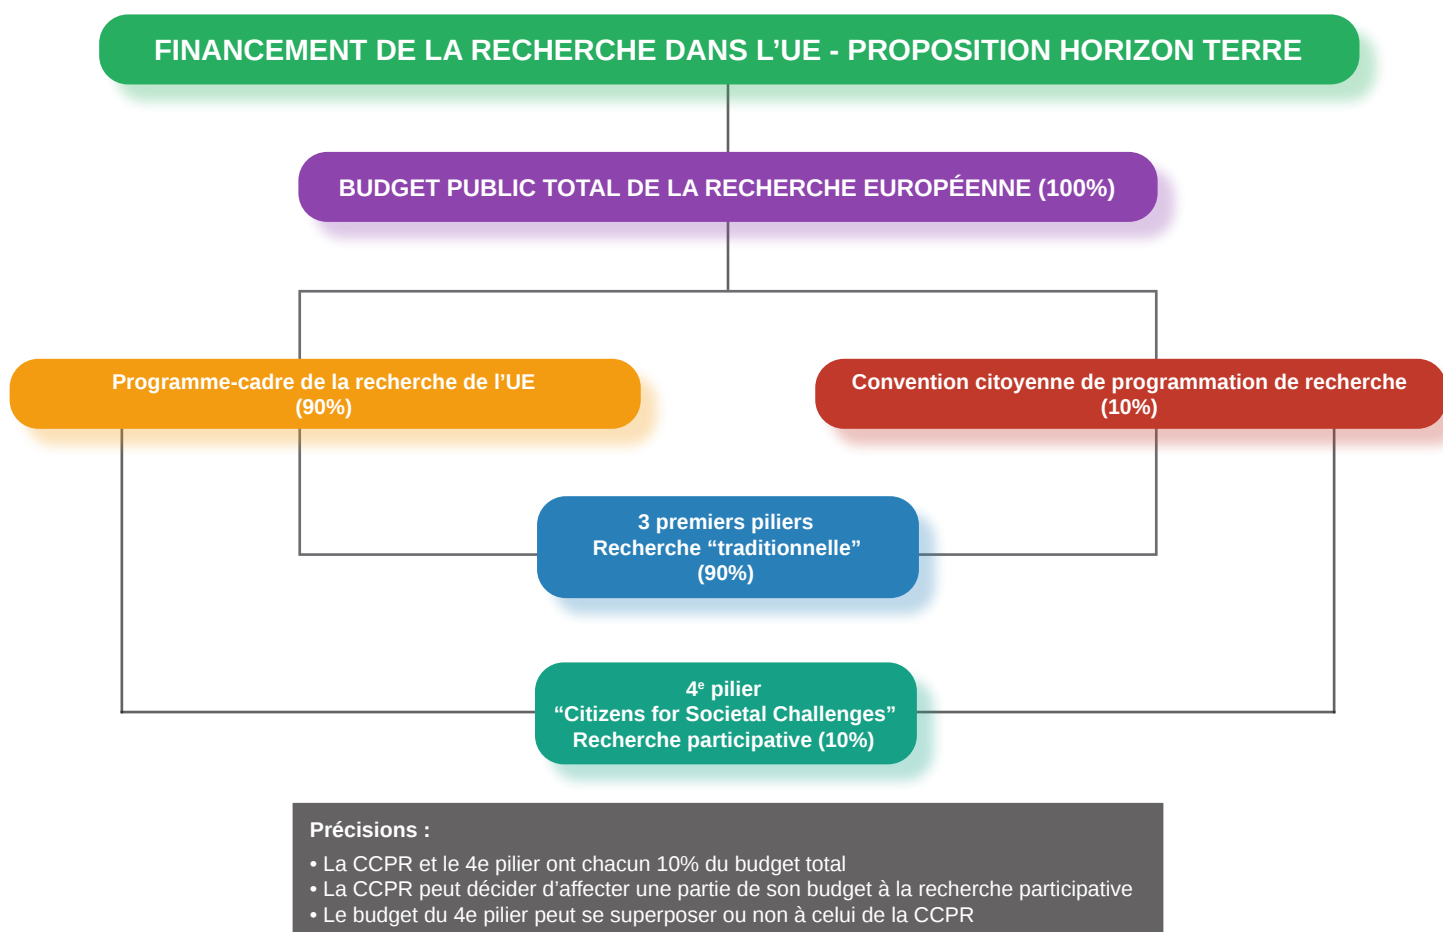 FINANCEMENT DE LA RECHERCHE DANS L’UE - PROPOSITION HORIZON TERRE
BUDGET PUBLIC TOTAL DE LA RECHERCHE EUROPÉENNE (100%)
Programme-cadre de la recherche de l’UE
(90%)
Convention citoyenne de programmation de recherche
(10%)
3 premiers piliers
Recherche “traditionnelle”
(90%)
4ᵉ pilier
“Citizens for Societal Challenges”
Recherche participative (10%)
Précisions :
• La CCPR et le 4e pilier ont chacun 10% du budget total
• La CCPR peut décider d’affecter une partie de son budget à la recherche participative
• Le budget du 4e pilier peut se superposer ou non à celui de la CCPR